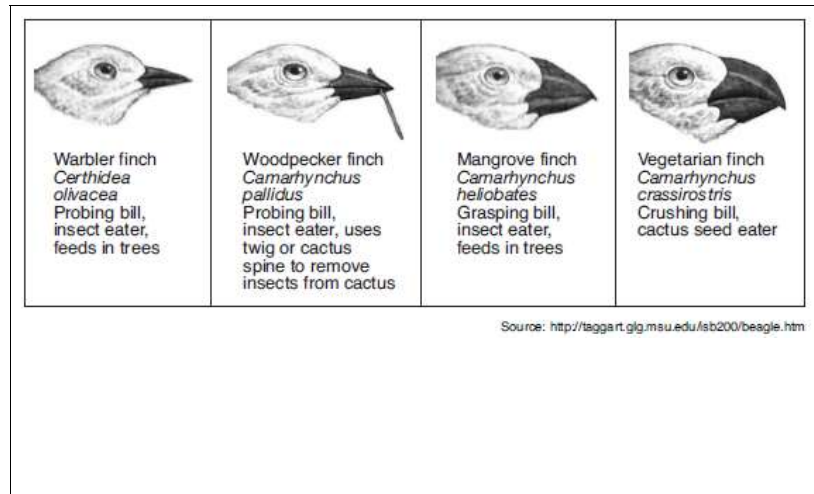 Warbler finch
Certhidea
olivacea
Probing bill,
insect eater,
feeds in trees
Woodpecker finch
Camarhynchus
pallidus
Probing bill,
insect eater, uses
twig or cactus
spine to remove
insects from cactus
Mangrove finch
Camarhynchus
heliobates
Grasping bill,
insect eater,
feeds in trees
Vegetarian finch
Camarhynchus
crassirostris
Crushing bill,
cactus seed eater
Source: http://taggart.glg.msu.edu/isb200/beagle.htm